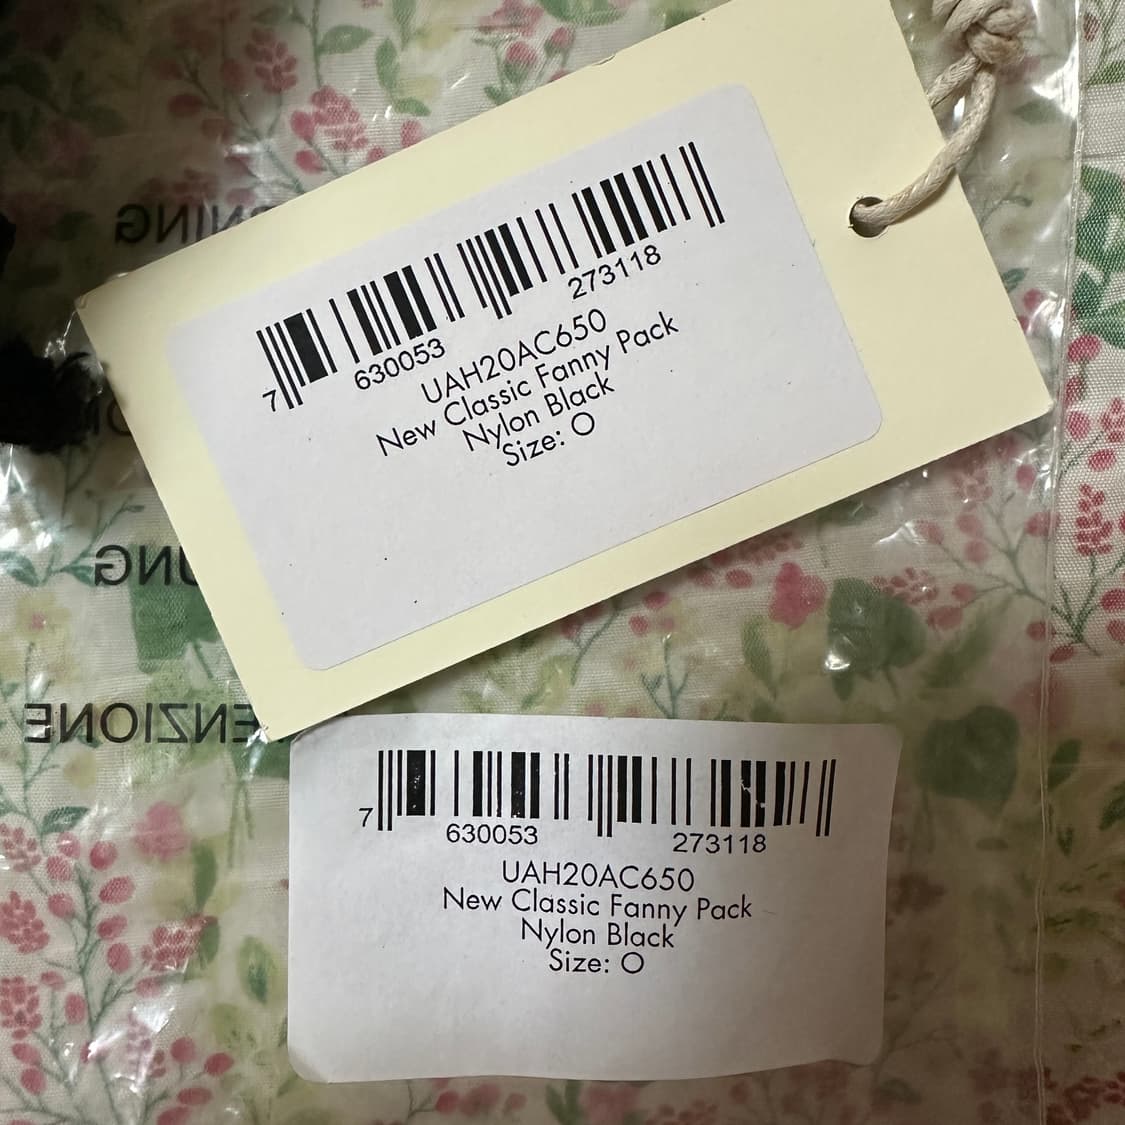 7 630053 273118
UAH20AC650
New Classic Fanny Pack
Nylon Black
Size: O
7 630053 273118
UAH20AC650
New Classic Fanny Pack
Nylon Black
Size: O